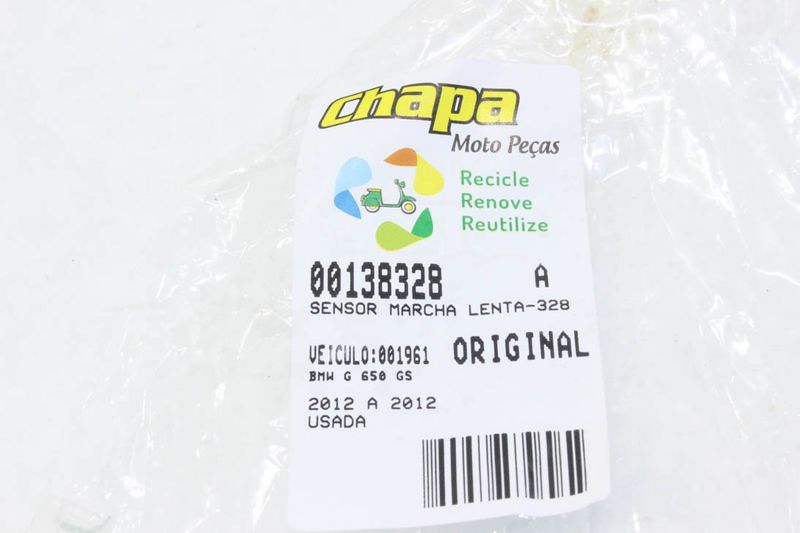 chapa
Moto Peças
Recicle
Renove
Reutilize
00138328 A
SENSOR MARCHA LENTA-328
VEICULO:001961 ORIGINAL
BMW G 650 GS
2012 A 2012
USADA